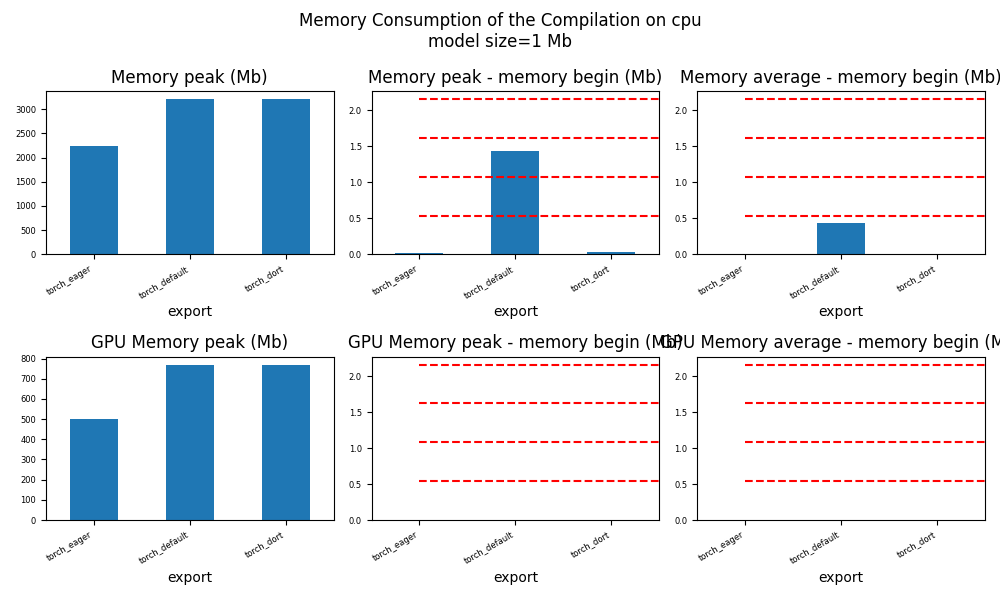 Memory Consumption of the Compilation on cpu
model size=1 Mb
Memory peak (Mb)
3000
2500
2000
1500
1000
500
0
torch_eager
torch_default
torch_dort
export
Memory peak - memory begin (Mb)
2.0
1.5
1.0
0.5
0.0
torch_eager
torch_default
torch_dort
export
Memory average - memory begin (Mb)
2.0
1.5
1.0
0.5
0.0
torch_eager
torch_default
torch_dort
export
GPU Memory peak (Mb)
800
700
600
500
400
300
200
100
0
torch_eager
torch_default
torch_dort
export
GPU Memory peak - memory begin (Mb)
2.0
1.5
1.0
0.5
0.0
torch_eager
torch_default
torch_dort
export
GPU Memory average - memory begin (M
2.0
1.5
1.0
0.5
0.0
torch_eager
torch_default
torch_dort
export